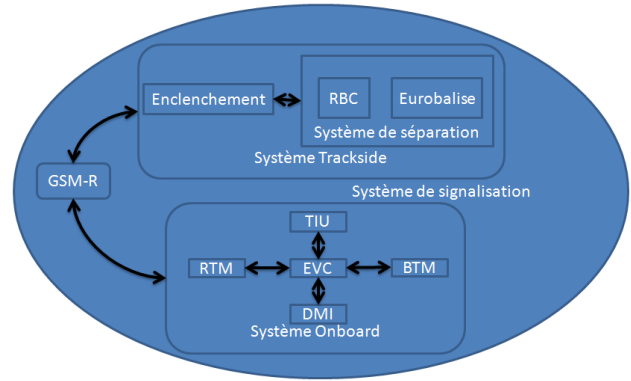 Enclenchement
RBC
Eurobalise
Système de séparation
Système Trackside
GSM-R
Système de signalisation
TIU
RTM
EVC
BTM
DMI
Système Onboard